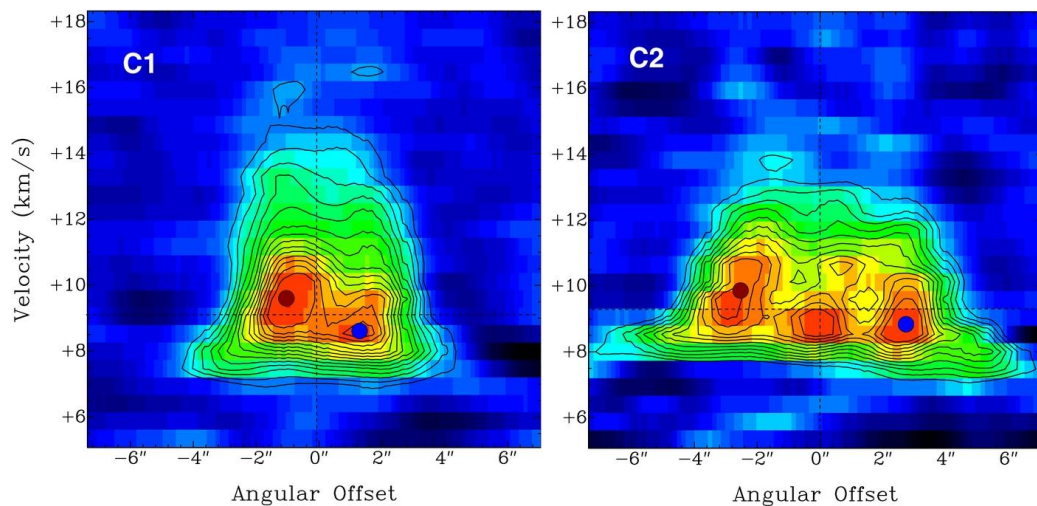 C1
C2
Velocity (km/s)
+18
+16
+14
+12
+10
+8
+6
−6″ −4″ −2″ 0″ 2″ 4″ 6″
Angular Offset
+18
+16
+14
+12
+10
+8
+6
−6″ −4″ −2″ 0″ 2″ 4″ 6″
Angular Offset